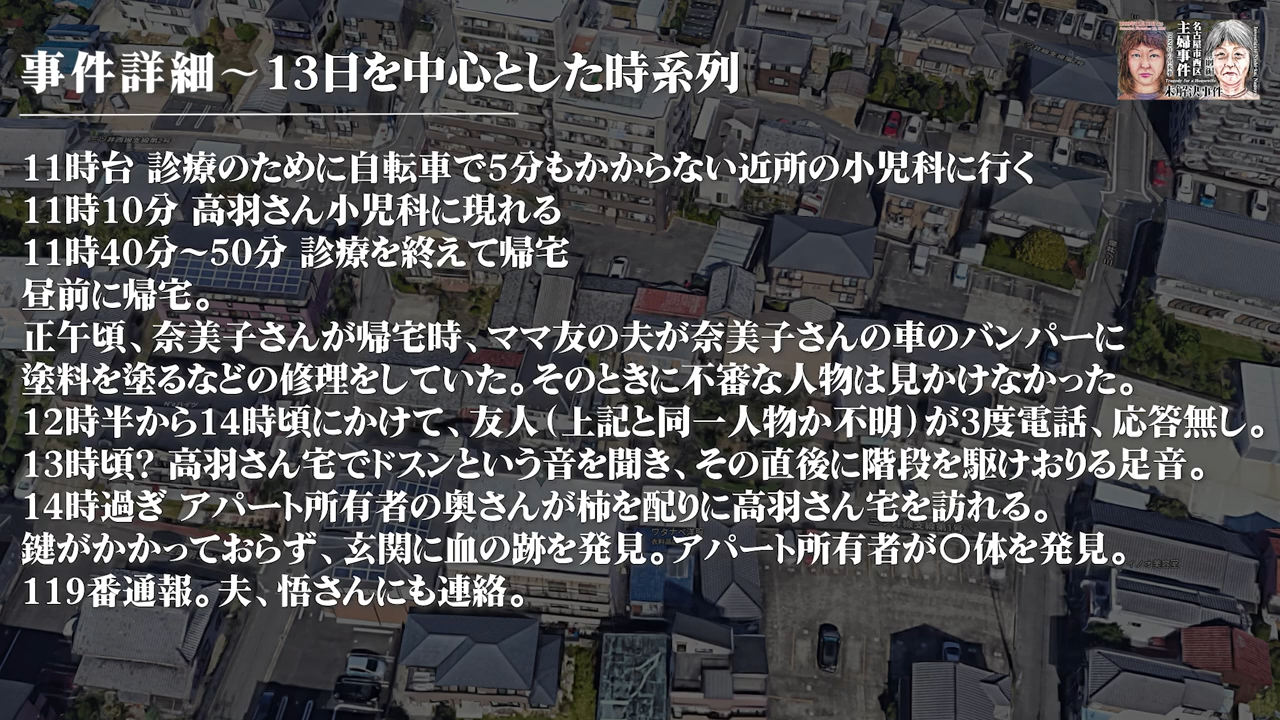 事件詳細～13日を中心とした時系列
名古屋市西区
主婦事件
未解決事件
11時台 診療のために自転車で5分もかからない近所の小児科に行く
11時10分 高羽さん小児科に現れる
11時40分～50分 診療を終えて帰宅
昼前に帰宅。
正午頃、奈美子さんが帰宅時、ママ友の夫が奈美子さんの車のバンパーに
塗料を塗るなどの修理をしていた。そのときに不審な人物は見かけなかった。
12時半から14時頃にかけて、友人（上記と同一人物か不明）が3度電話、応答無し。
13時頃？ 高羽さん宅でドスンという音を聞き、その直後に階段を駆けおりる足音。
14時過ぎ アパート所有者の奥さんが柿を配りに高羽さん宅を訪れる。
鍵がかかっておらず、玄関に血の跡を発見。アパート所有者が〇体を発見。
119番通報。夫、悟さんにも連絡。